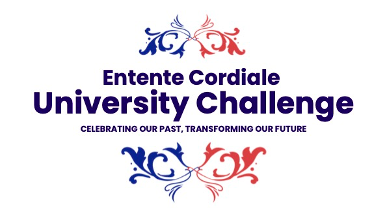 Entente Cordiale
University Challenge
CELEBRATING OUR PAST, TRANSFORMING OUR FUTURE